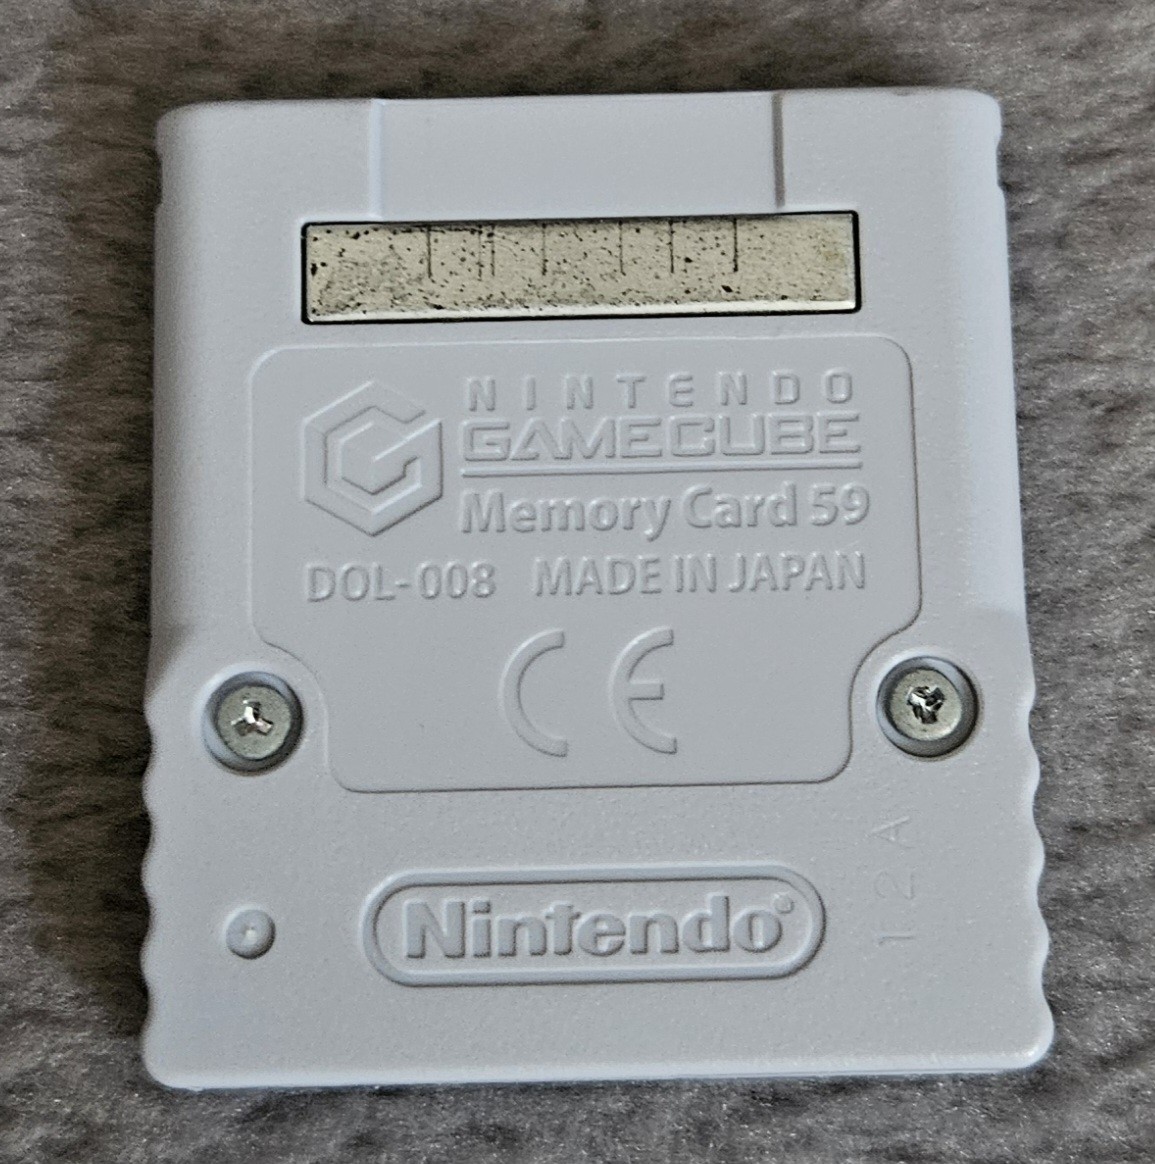 NINTENDO
GAMECUBE
Memory Card 59
DOL-008 MADE IN JAPAN
CE
Nintendo®
12A